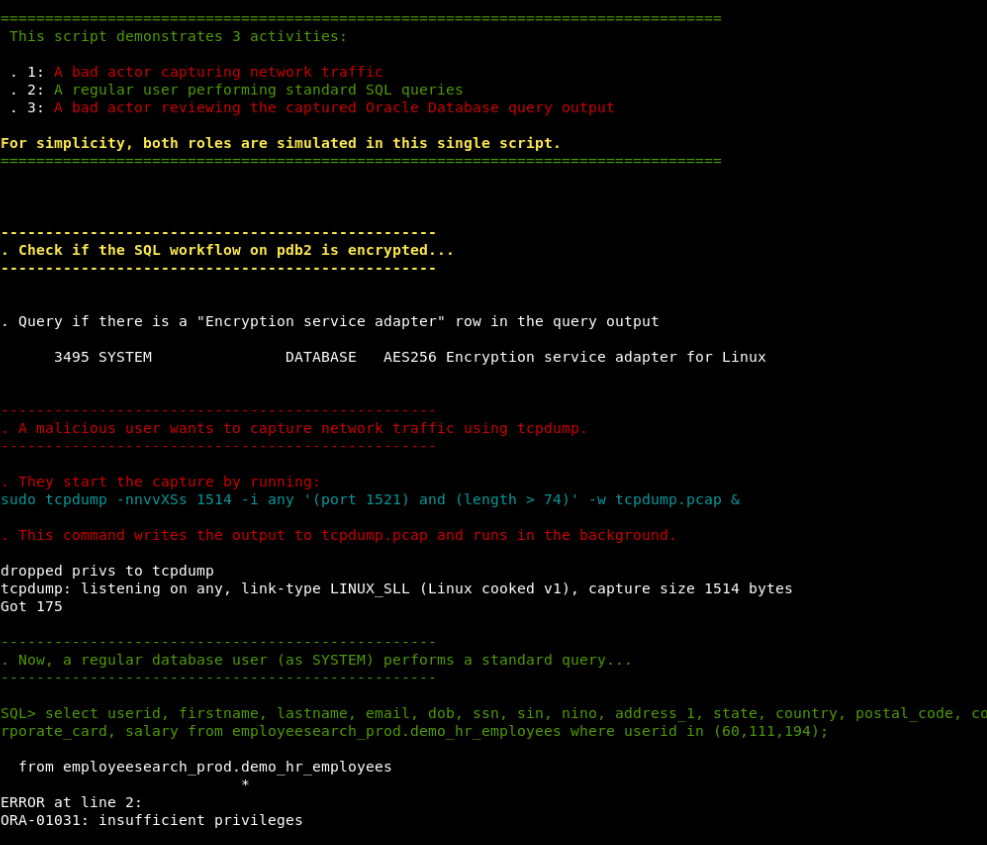 =================================================================================
 This script demonstrates 3 activities:
 . 1: A bad actor capturing network traffic
 . 2: A regular user performing standard SQL queries
 . 3: A bad actor reviewing the captured Oracle Database query output
For simplicity, both roles are simulated in this single script.
=================================================================================
-------------------------------------------------
. Check if the SQL workflow on pdb2 is encrypted...
-------------------------------------------------
. Query if there is a "Encryption service adapter" row in the query output
      3495 SYSTEM               DATABASE   AES256 Encryption service adapter for Linux
-------------------------------------------------
. A malicious user wants to capture network traffic using tcpdump.
-------------------------------------------------
. They start the capture by running:
sudo tcpdump -nnvvXSs 1514 -i any '(port 1521) and (length > 74)' -w tcpdump.pcap &
. This command writes the output to tcpdump.pcap and runs in the background.
dropped privs to tcpdump
tcpdump: listening on any, link-type LINUX_SLL (Linux cooked v1), capture size 1514 bytes
Got 175
-------------------------------------------------
. Now, a regular database user (as SYSTEM) performs a standard query...
-------------------------------------------------
SQL> select userid, firstname, lastname, email, dob, ssn, sin, nino, address_1, state, country, postal_code, co
rporate_card, salary from employeesearch_prod.demo_hr_employees where userid in (60,111,194);
  from employeesearch_prod.demo_hr_employees
                           *
ERROR at line 2:
ORA-01031: insufficient privileges